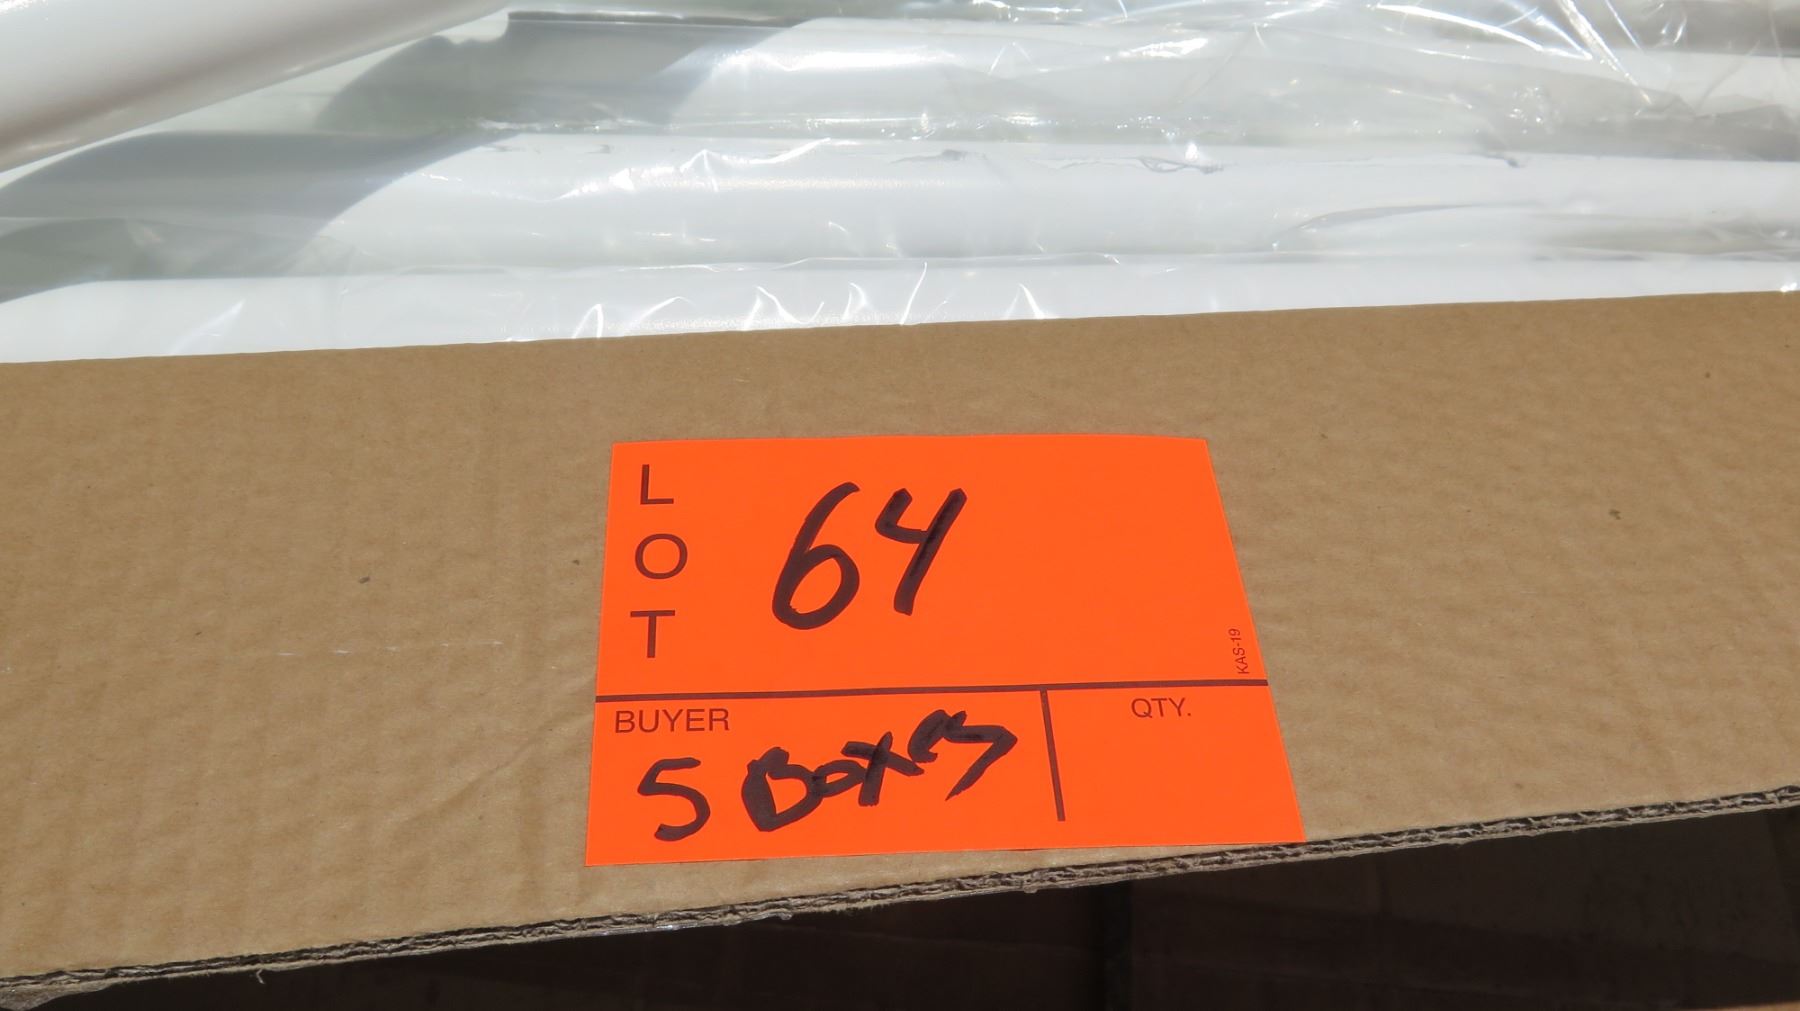 LOT 64
KAS-19
BUYER QTY.
5 Boxes